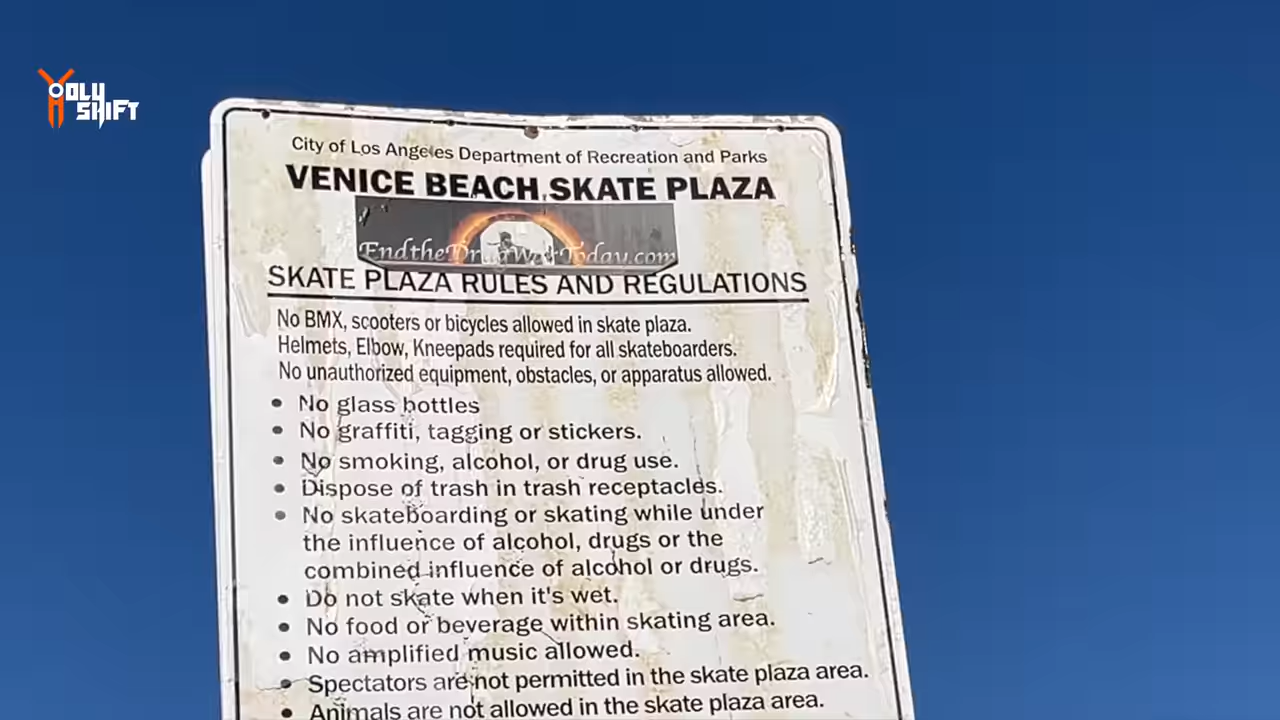 YOLY
SHIFT
City of Los Angeles Department of Recreation and Parks
VENICE BEACH SKATE PLAZA
EndtheDrugWarToday.com
SKATE PLAZA RULES AND REGULATIONS
No BMX, scooters or bicycles allowed in skate plaza.
Helmets, Elbow, Kneepads required for all skateboarders.
No unauthorized equipment, obstacles, or apparatus allowed.
• No glass bottles
• No graffiti, tagging or stickers.
• No smoking, alcohol, or drug use.
• Dispose of trash in trash receptacles.
• No skateboarding or skating while under
the influence of alcohol, drugs or the
combined influence of alcohol or drugs.
• Do not skate when it's wet.
• No food or beverage within skating area.
• No amplified music allowed.
• Spectators are not permitted in the skate plaza area.
• Animals are not allowed in the skate plaza area.